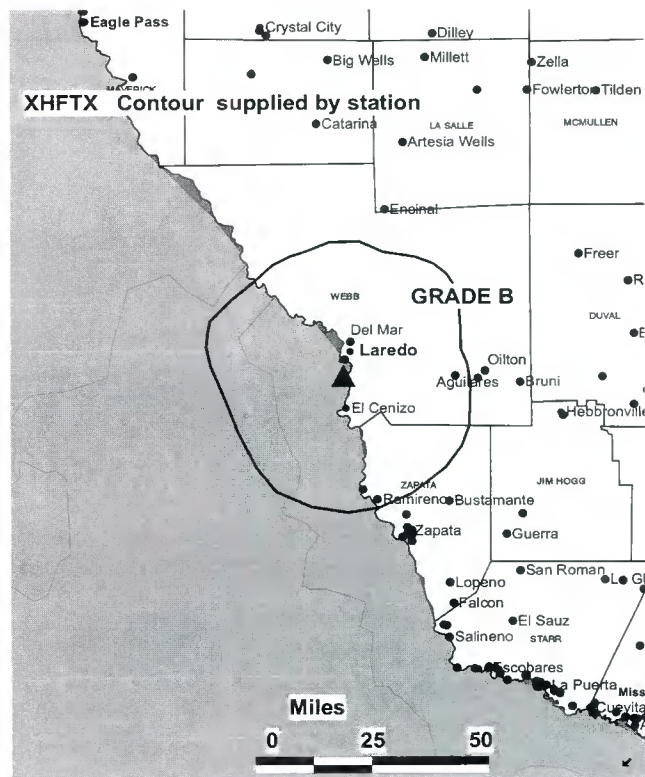 Eagle Pass
Crystal City
Dilley
Big Wells
Millett
Zella
MAVERICK
Fowlerton
Tilden
XHFTX Contour supplied by station
Catarina
LA SALLE
MCMULLEN
Artesia Wells
Encinal
Freer
WEBB
GRADE B
R
DUVAL
Del Mar
Laredo
Oilton
Aguilares
Bruni
El Cenizo
Hebbronville
ZAPATA
JIM HOGG
Ramireno
Bustamante
Zapata
Guerra
San Roman
Lopeno
Falcon
El Sauz
Salineno
STARR
Escobares
La Puerta
Miss
Cuevita
Miles
0 25 50